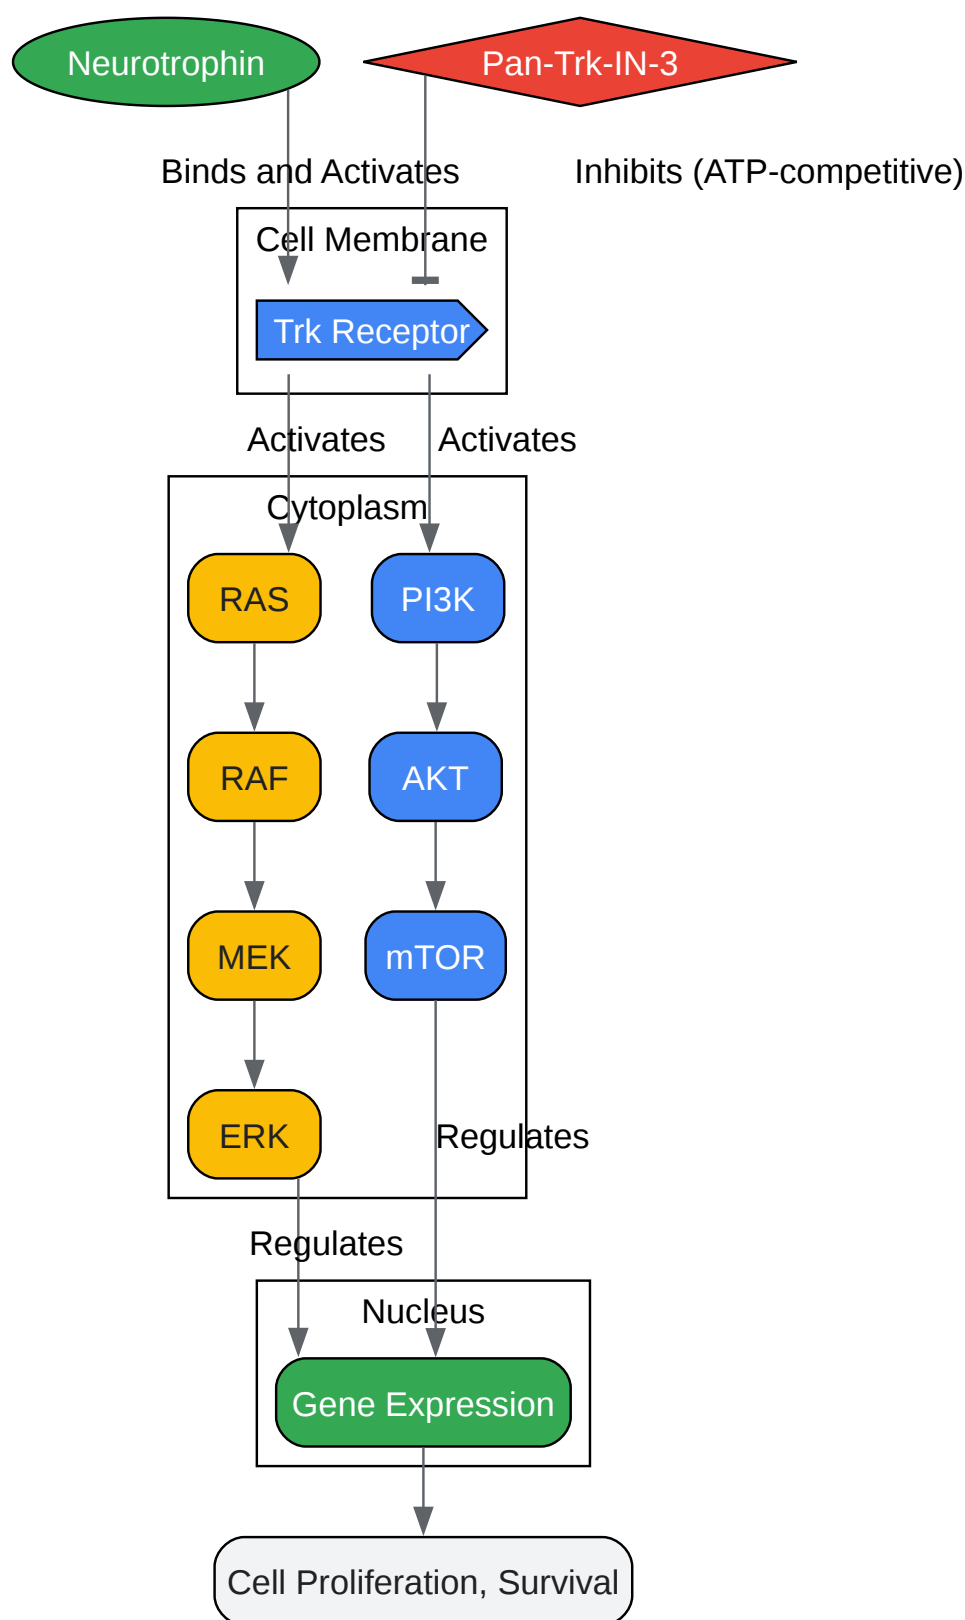 Neurotrophin
Pan-Trk-IN-3
Binds and Activates
Inhibits (ATP-competitive)
Cell Membrane
Trk Receptor
Activates
Activates
Cytoplasm
RAS
PI3K
RAF
AKT
MEK
mTOR
ERK
Regulates
Regulates
Nucleus
Gene Expression
Cell Proliferation, Survival